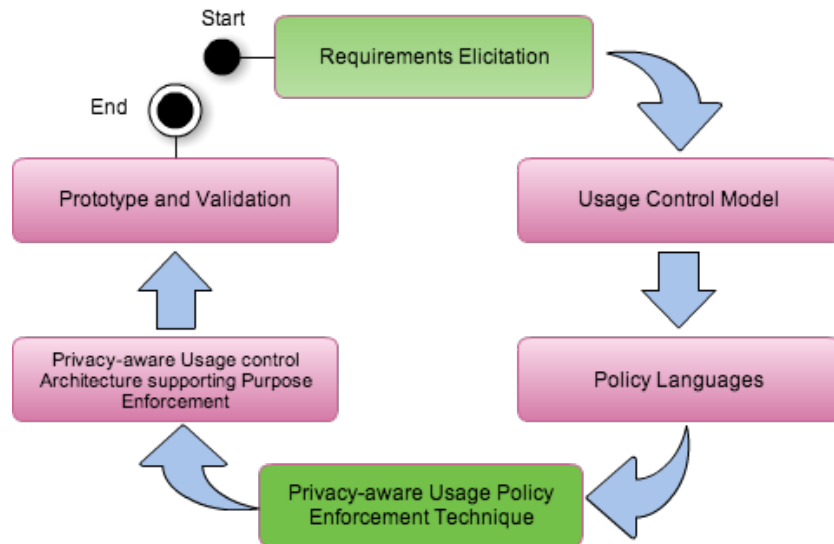 Start
Requirements Elicitation
End
Prototype and Validation
Usage Control Model
Privacy-aware Usage control
Architecture supporting Purpose
Enforcement
Policy Languages
Privacy-aware Usage Policy
Enforcement Technique